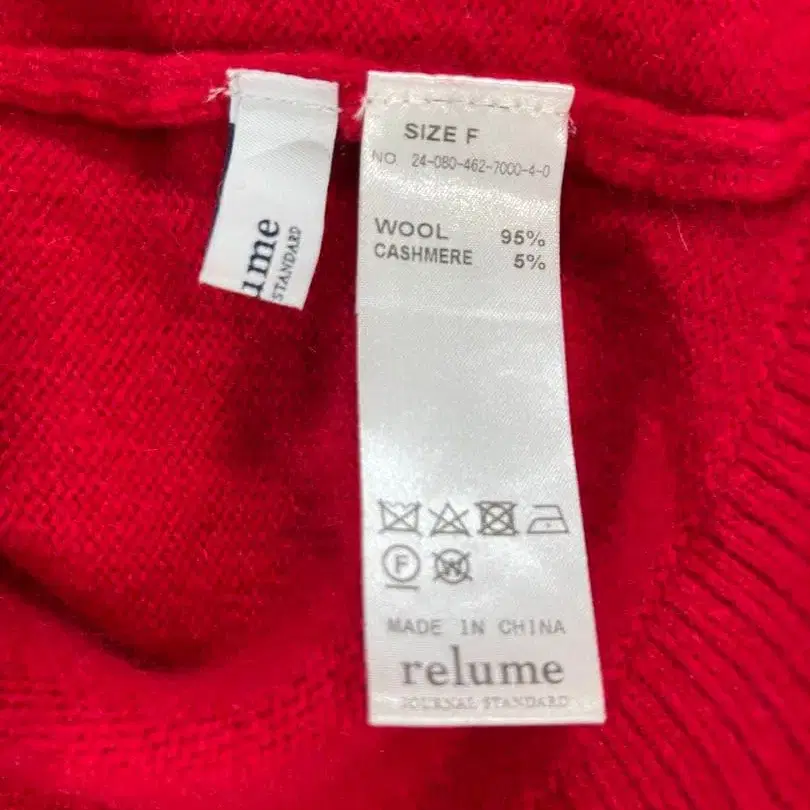 ume
STANDARD
SIZE F
NO 24-080-462-7000-4-0
WOOL 95%
CASHMERE 5%
F W
MADE IN CHINA
relume
JOURNAL STANDARD